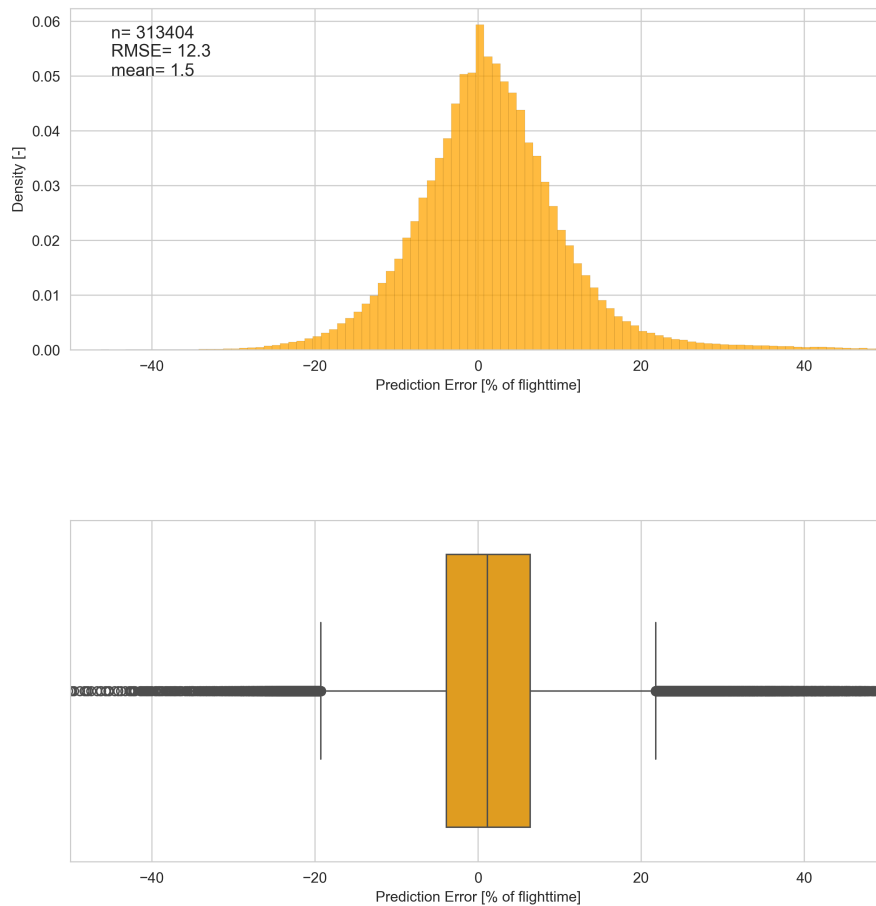 n= 313404
RMSE= 12.3
mean= 1.5
0.06
0.05
0.04
0.03
0.02
0.01
0.00
Density [-]
−40 −20 0 20 40
Prediction Error [% of flighttime]
−40 −20 0 20 40
Prediction Error [% of flighttime]